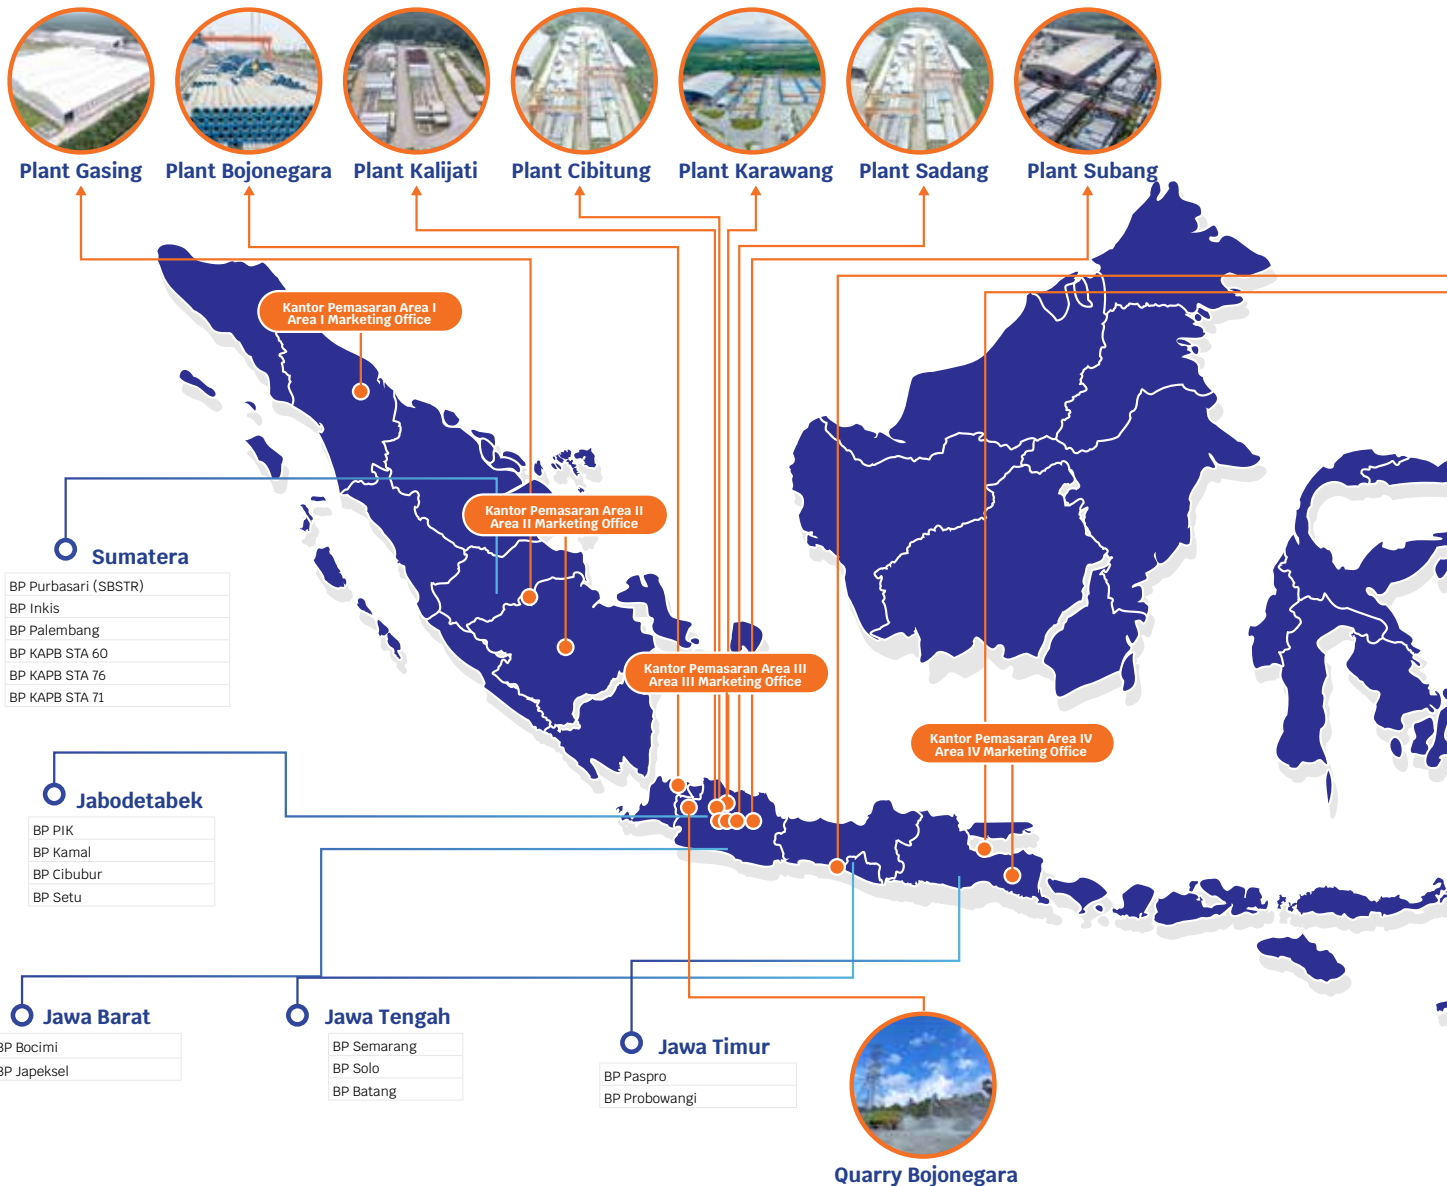 Plant Gasing
Plant Bojonegara
Plant Kalijati
Plant Cibitung
Plant Karawang
Plant Sadang
Plant Subang
Kantor Pemasaran Area I
Area I Marketing Office
Kantor Pemasaran Area II
Area II Marketing Office
Sumatera
BP Purbasari (SBSTR)
BP Inkis
BP Palembang
BP KAPB STA 60
BP KAPB STA 76
BP KAPB STA 71
Kantor Pemasaran Area III
Area III Marketing Office
Kantor Pemasaran Area IV
Area IV Marketing Office
Jabodetabek
BP PIK
BP Kamal
BP Cibubur
BP Setu
Jawa Barat
BP Bocimi
BP Japeksel
Jawa Tengah
BP Semarang
BP Solo
BP Batang
Jawa Timur
BP Paspro
BP Probowangi
Quarry Bojonegara